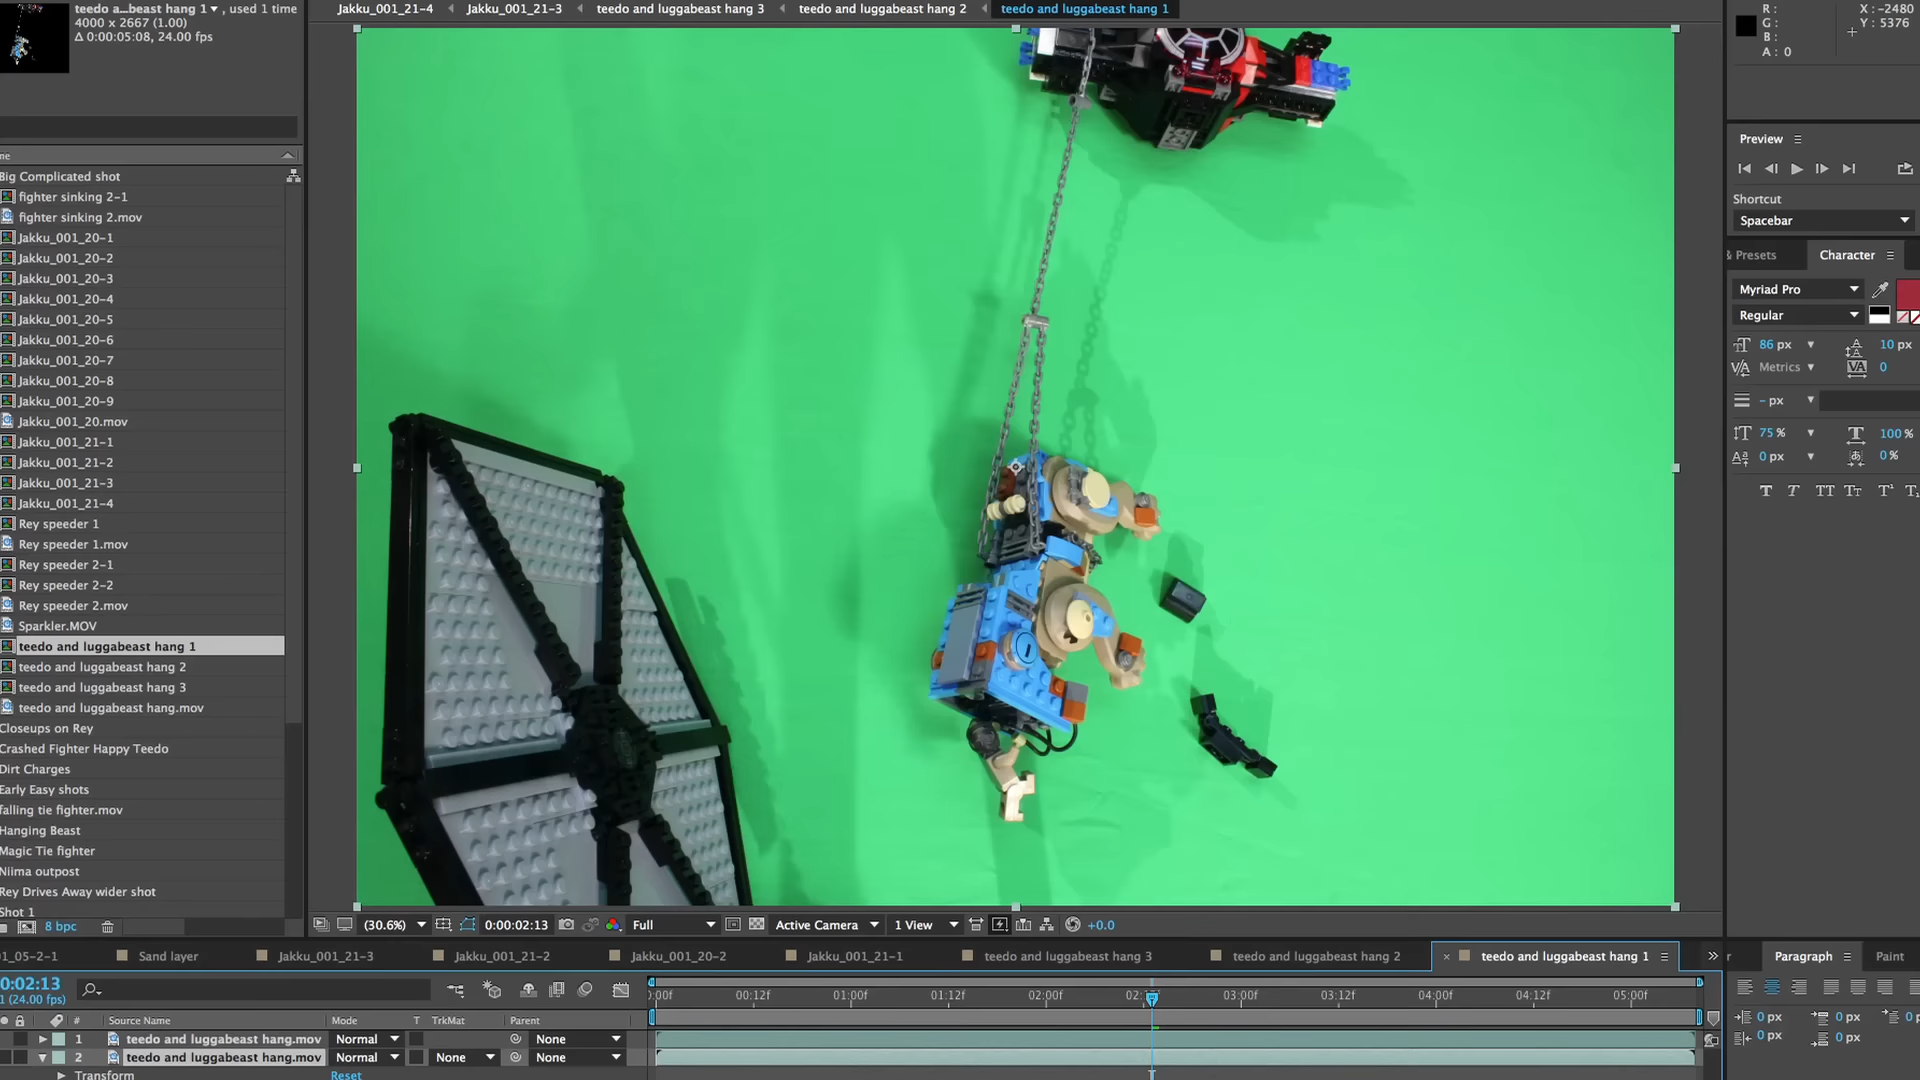 teedo a...beast hang 1 , used 1 time
4000 x 2667 (1.00)
Δ 0:00:05:08, 24.00 fps
Jakku_001_21-4
Jakku_001_21-3
teedo and luggabeast hang 3
teedo and luggabeast hang 2
teedo and luggabeast hang 1
R :
G :
B :
A : 0
X : -2480
Y : 5376
Big Complicated shot
fighter sinking 2-1
fighter sinking 2.mov
Jakku_001_20-1
Jakku_001_20-2
Jakku_001_20-3
Jakku_001_20-4
Jakku_001_20-5
Jakku_001_20-6
Jakku_001_20-7
Jakku_001_20-8
Jakku_001_20-9
Jakku_001_20.mov
Jakku_001_21-1
Jakku_001_21-2
Jakku_001_21-3
Jakku_001_21-4
Rey speeder 1
Rey speeder 1.mov
Rey speeder 2-1
Rey speeder 2-2
Rey speeder 2.mov
Sparkler.MOV
teedo and luggabeast hang 1
teedo and luggabeast hang 2
teedo and luggabeast hang 3
teedo and luggabeast hang.mov
Closeups on Rey
Crashed Fighter Happy Teedo
Dirt Charges
Early Easy shots
falling tie fighter.mov
Hanging Beast
Magic Tie fighter
Niima outpost
Rey Drives Away wider shot
Shot 1
8 bpc
Preview
Shortcut
Spacebar
& Presets
Character
Myriad Pro
Regular
86 px
10 px
Metrics
0
- px
75 %
100 %
0 px
0 %
(30.6%)
0:00:02:13
Full
Active Camera
1 View
+0.0
1_05-2-1
Sand layer
Jakku_001_21-3
Jakku_001_21-2
Jakku_001_20-2
Jakku_001_21-1
teedo and luggabeast hang 3
teedo and luggabeast hang 2
teedo and luggabeast hang 1
Paragraph
Paint
0:02:13
(24.00 fps)
:00f
00:12f
01:00f
01:12f
02:00f
03:00f
03:12f
04:00f
04:12f
05:00f
# Source Name Mode T TrkMat Parent
1 teedo and luggabeast hang.mov Normal None
2 teedo and luggabeast hang.mov Normal None None
Transform Reset
0 px
0 px
0 px
0 px